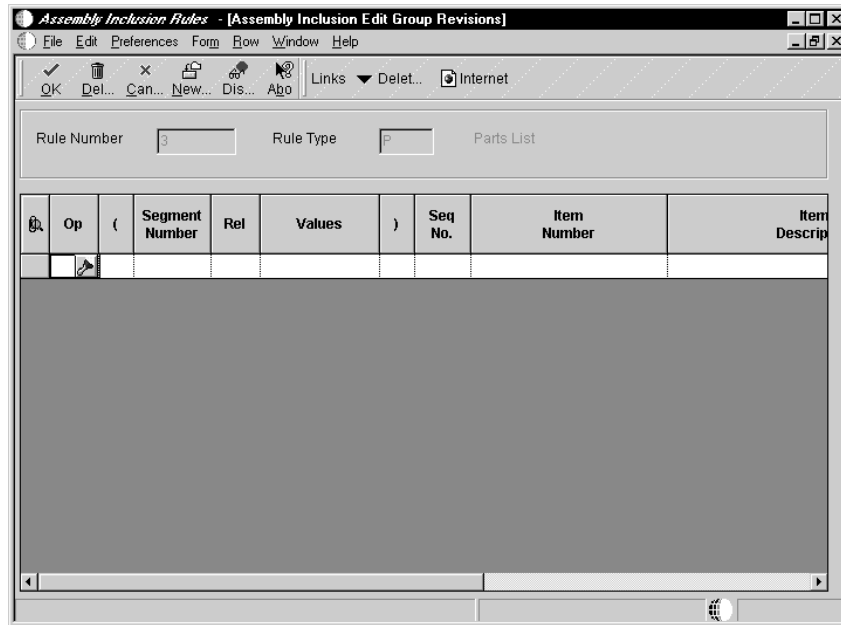 Assembly Inclusion Rules - [Assembly Inclusion Edit Group Revisions]
File Edit Preferences Form Row Window Help
OK Del... Can... New... Dis... Abo Links Delet... Internet
Rule Number 3 Rule Type P Parts List
Op ( Segment Number Rel Values ) Seq No. Item Number Item Descrip